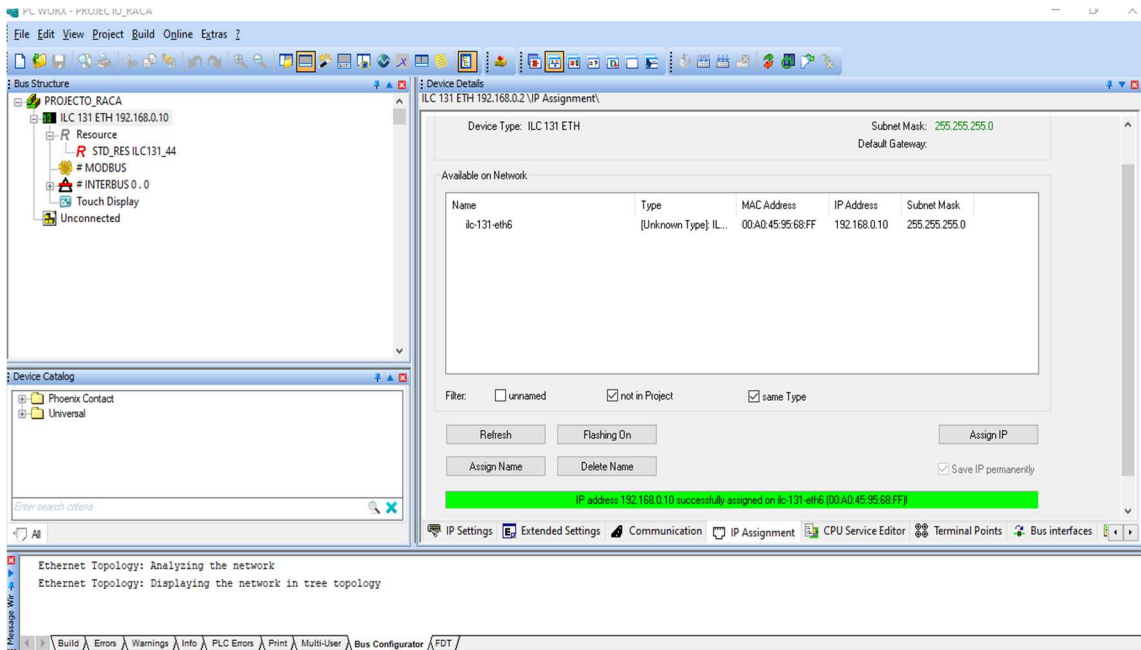 PC WORX - PROJECTO_RACA
File Edit View Project Build Online Extras ?
Bus Structure
PROJECTO_RACA
ILC 131 ETH 192.168.0.10
R Resource
R STD_RES ILC131_44
# MODBUS
# INTERBUS 0 . 0
Touch Display
Unconnected
Device Catalog
Phoenix Contact
Universal
Enter search criteria
All
Device Details
ILC 131 ETH 192.168.0.2 \IP Assignment\
Device Type: ILC 131 ETH Subnet Mask: 255.255.255.0
Default Gateway:
Available on Network
Name Type MAC Address IP Address Subnet Mask
ilc-131-eth6 [Unknown Type]: IL... 00:A0:45:95:68:FF 192.168.0.10 255.255.255.0
Filter: unnamed not in Project same Type
Refresh Flashing On Assign IP
Assign Name Delete Name Save IP permanently
IP address 192.168.0.10 successfully assigned on ilc-131-eth6 (00:A0:45:95:68:FF)!
IP Settings Extended Settings Communication IP Assignment CPU Service Editor Terminal Points Bus interfaces
Ethernet Topology: Analyzing the network
Ethernet Topology: Displaying the network in tree topology
Message Wir
Build Errors Warnings Info PLC Errors Print Multi-User Bus Configurator FDT